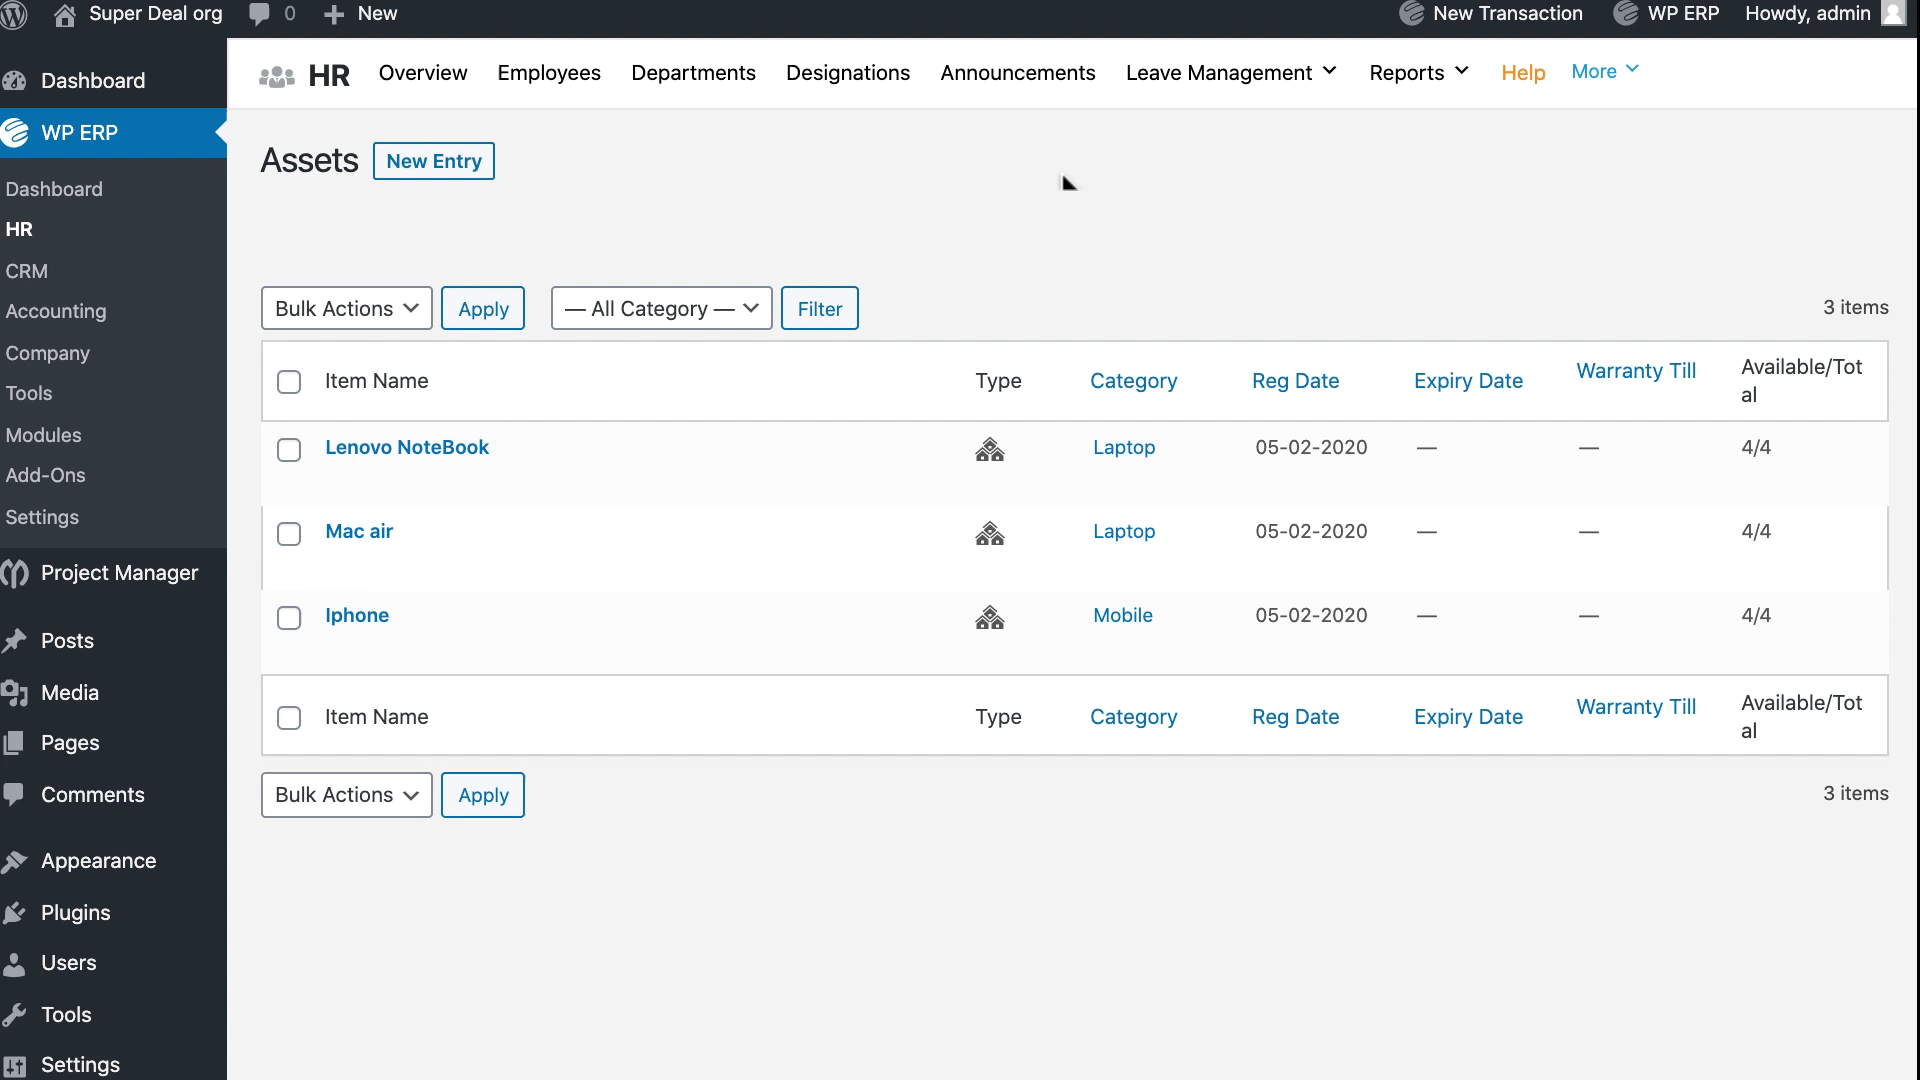 Super Deal org 0 New New Transaction WP ERP Howdy, admin
Dashboard
WP ERP
Dashboard
HR
CRM
Accounting
Company
Tools
Modules
Add-Ons
Settings
Project Manager
Posts
Media
Pages
Comments
Appearance
Plugins
Users
Tools
Settings
HR Overview Employees Departments Designations Announcements Leave Management Reports Help More
Assets New Entry
Bulk Actions Apply — All Category — Filter 3 items
Item Name Type Category Reg Date Expiry Date Warranty Till Available/Tot
al
Lenovo NoteBook Laptop 05-02-2020 — — 4/4
Mac air Laptop 05-02-2020 — — 4/4
Iphone Mobile 05-02-2020 — — 4/4
Item Name Type Category Reg Date Expiry Date Warranty Till Available/Tot
al
Bulk Actions Apply 3 items